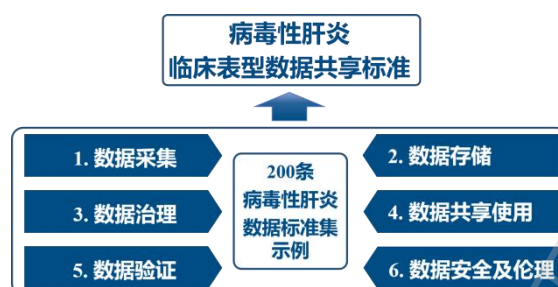 病毒性肝炎
临床表型数据共享标准
1. 数据采集
2. 数据存储
200条
病毒性肝炎
数据标准集
示例
3. 数据治理
4. 数据共享使用
5. 数据验证
6. 数据安全及伦理